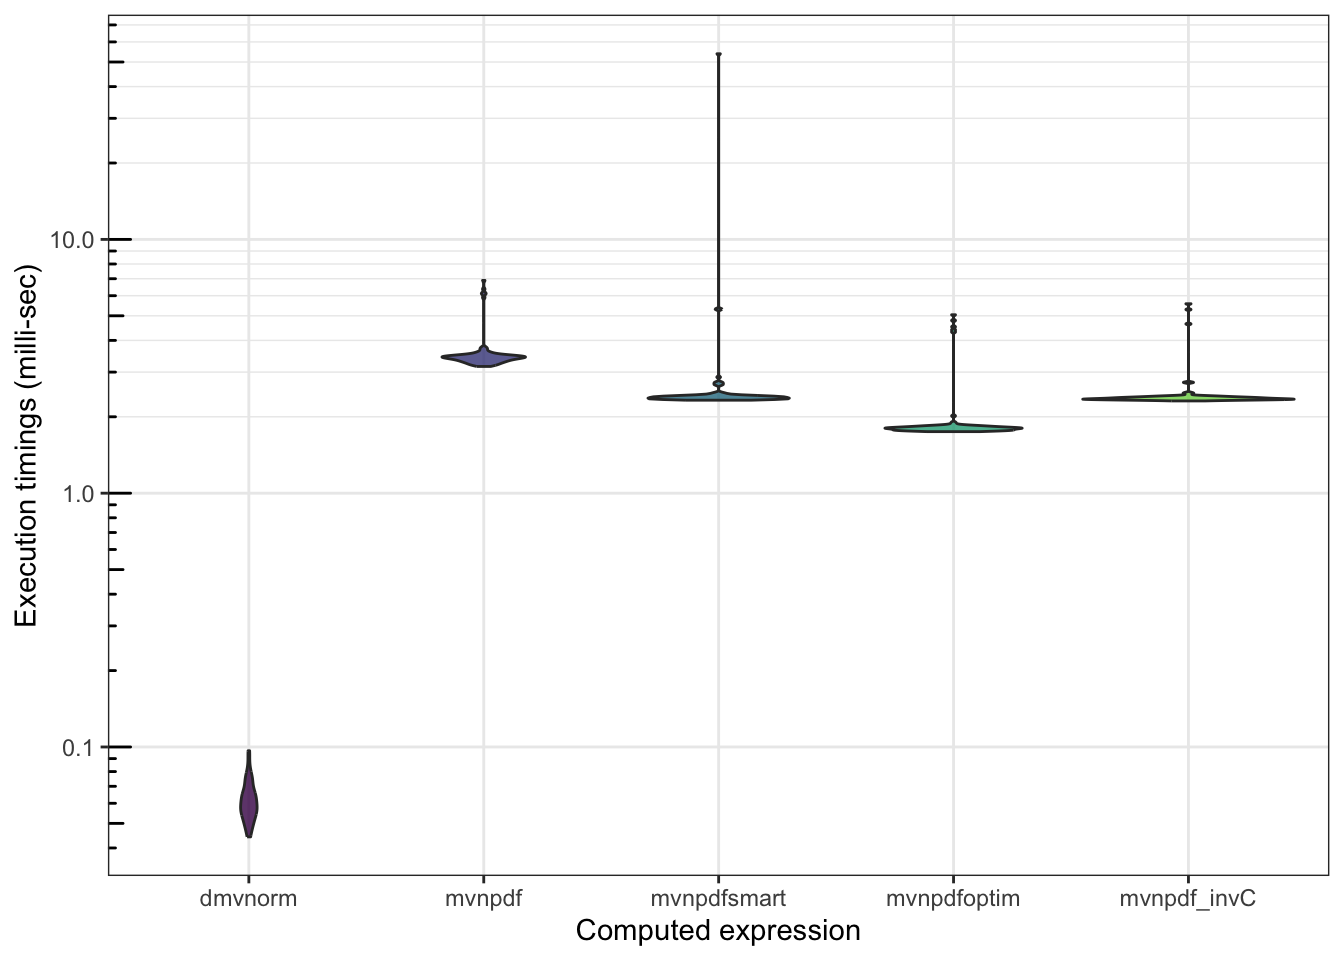 Execution timings (milli-sec)
10.0
1.0
0.1
dmvnorm
mvnpdf
mvnpdfsmart
mvnpdfoptim
mvnpdf_invC
Computed expression